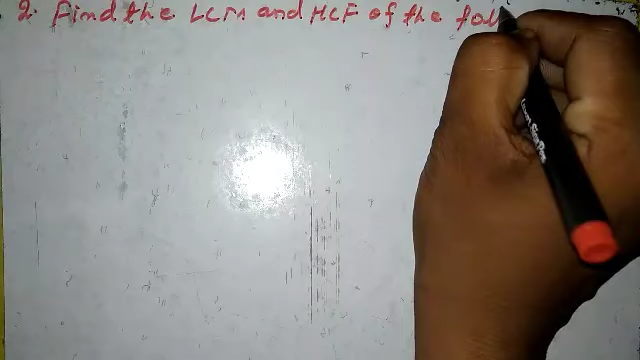 2. Find the LCM and HCF of the fol